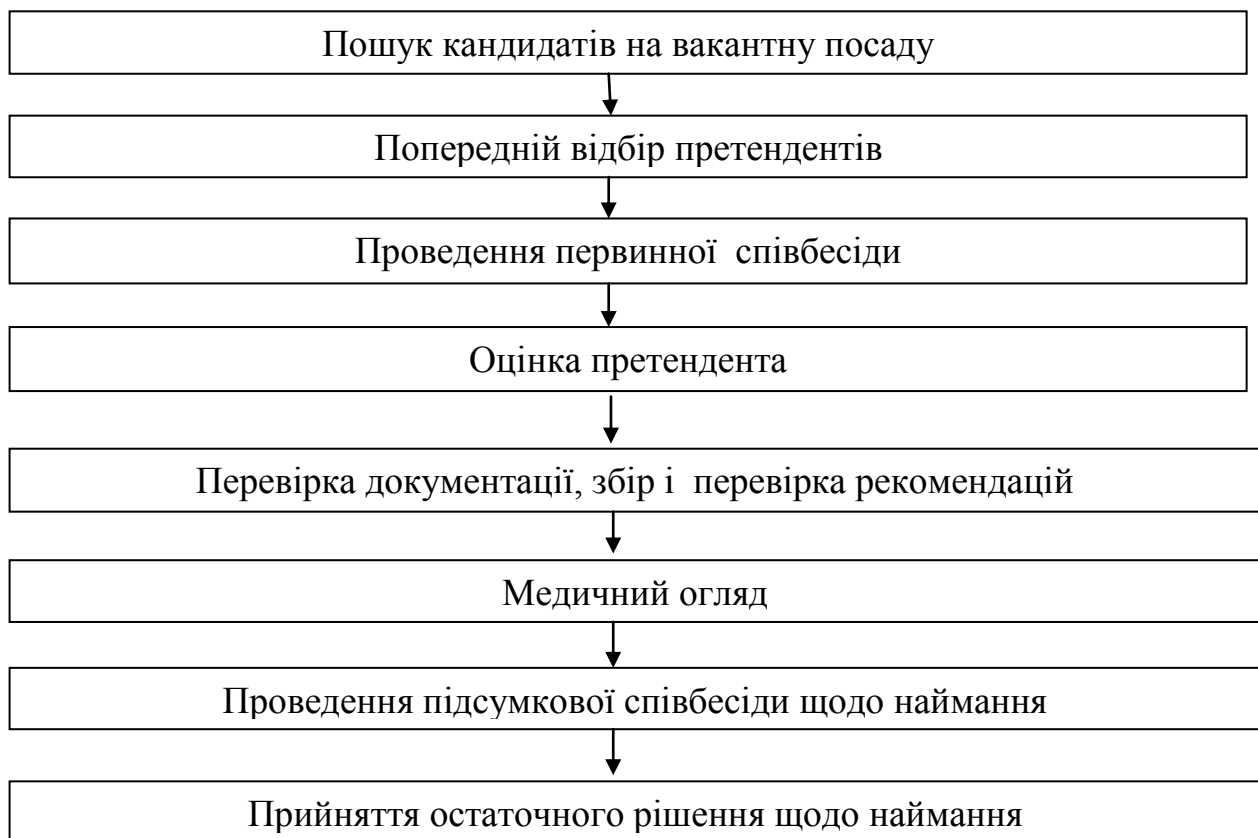 Пошук кандидатів на вакантну посаду
Попередній відбір претендентів
Проведення первинної співбесіди
Оцінка претендента
Перевірка документації, збір і перевірка рекомендацій
Медичний огляд
Проведення підсумкової співбесіди щодо наймання
Прийняття остаточного рішення щодо наймання